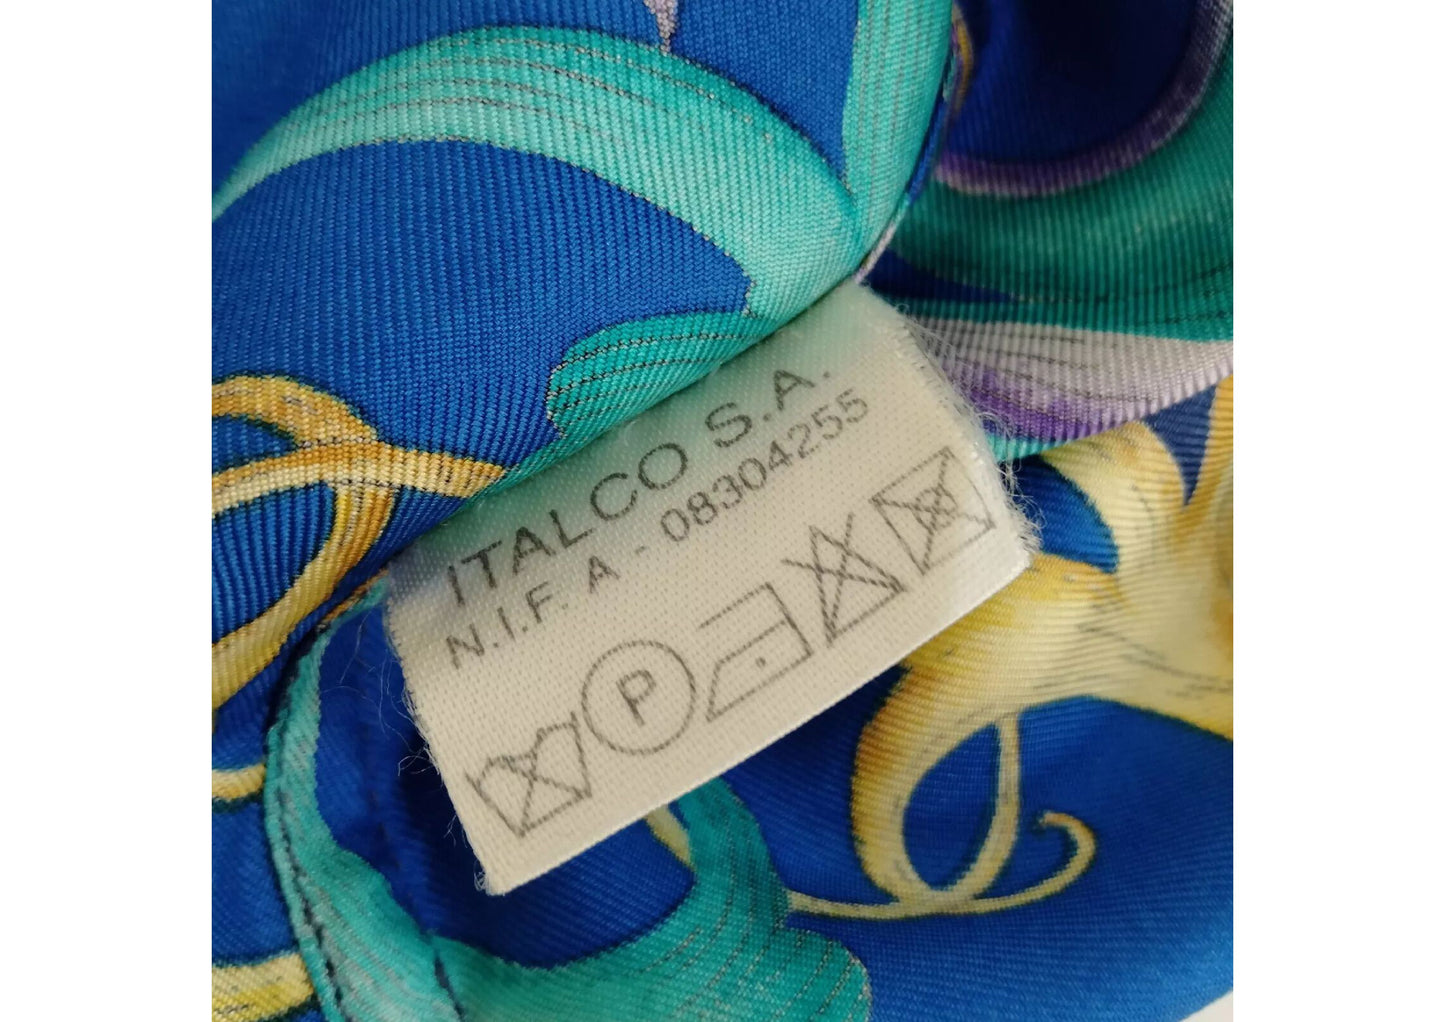 ITALCO S.A.
N.I.F. A - 08304255
P